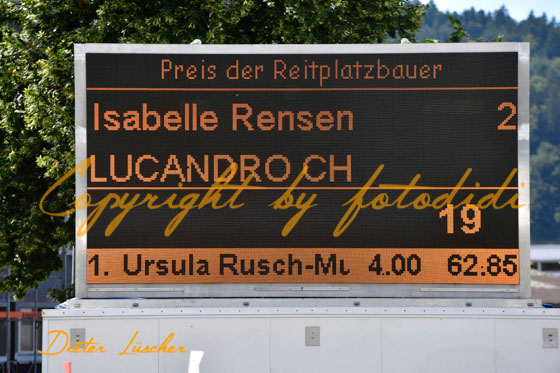 Preis der Reitplatzbauer
Isabelle Rensen 2
LUCANDRO CH
Copyright by fotodidi
19
1. Ursula Rusch-Mu 4.00 62.85
Dieter Lüscher